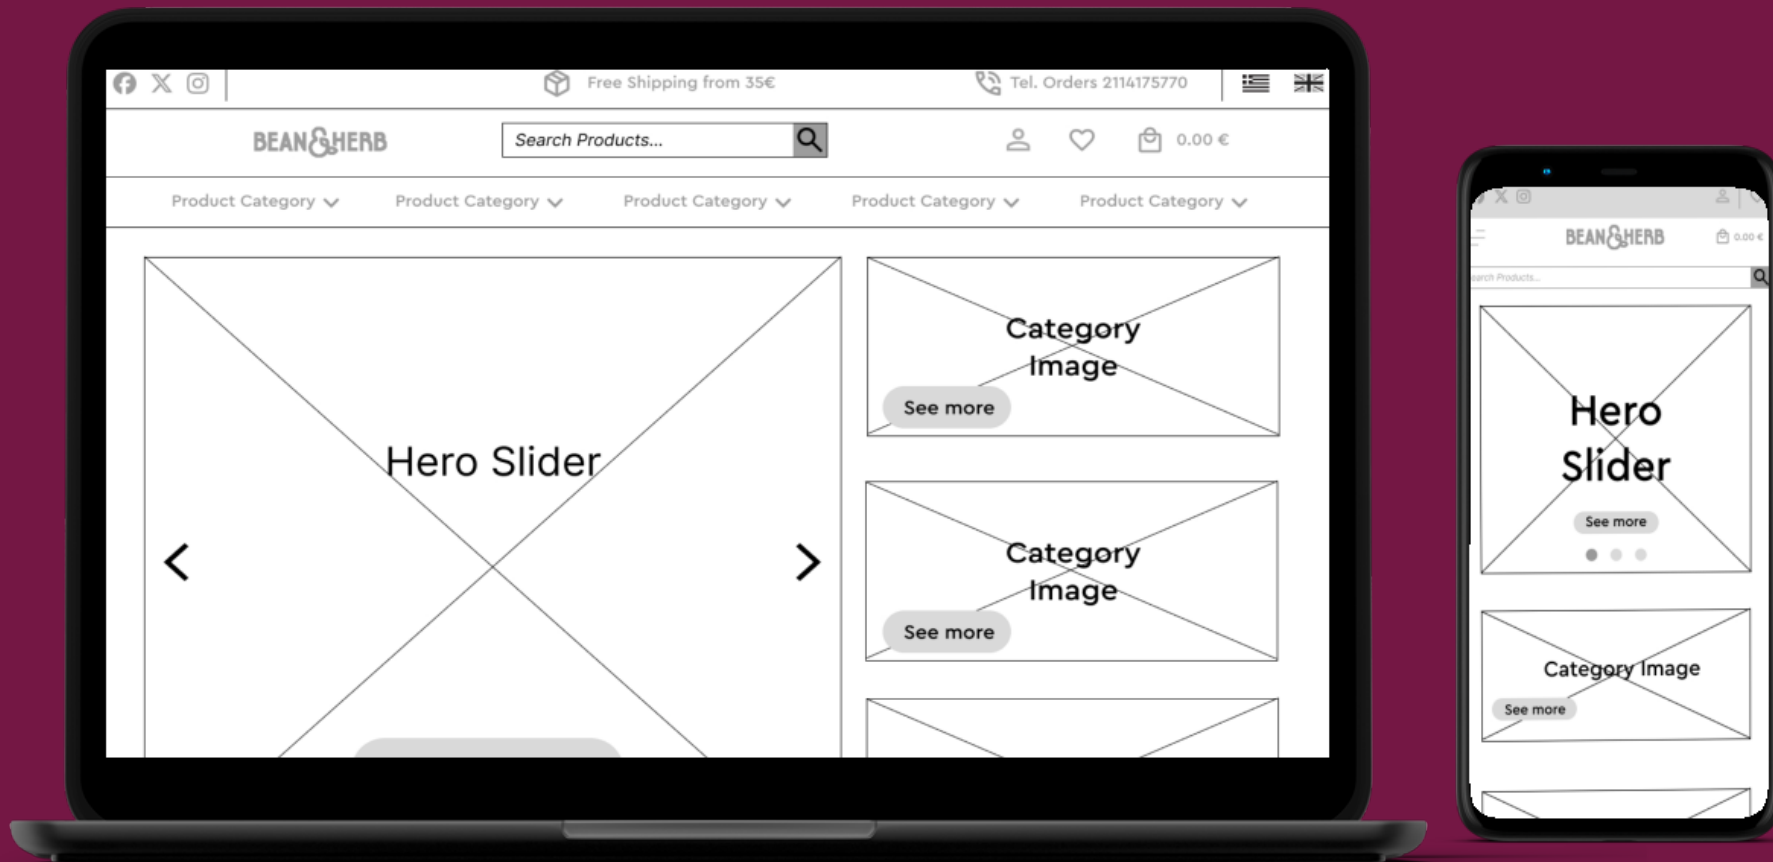 Free Shipping from 35€
Tel. Orders 2114175770
BEAN&HERB
Search Products...
0.00 €
Product Category
Product Category
Product Category
Product Category
Product Category
Hero Slider
Category
Image
See more
Category
Image
See more
BEAN&HERB
0.00 €
Search Products...
Hero
Slider
See more
Category Image
See more